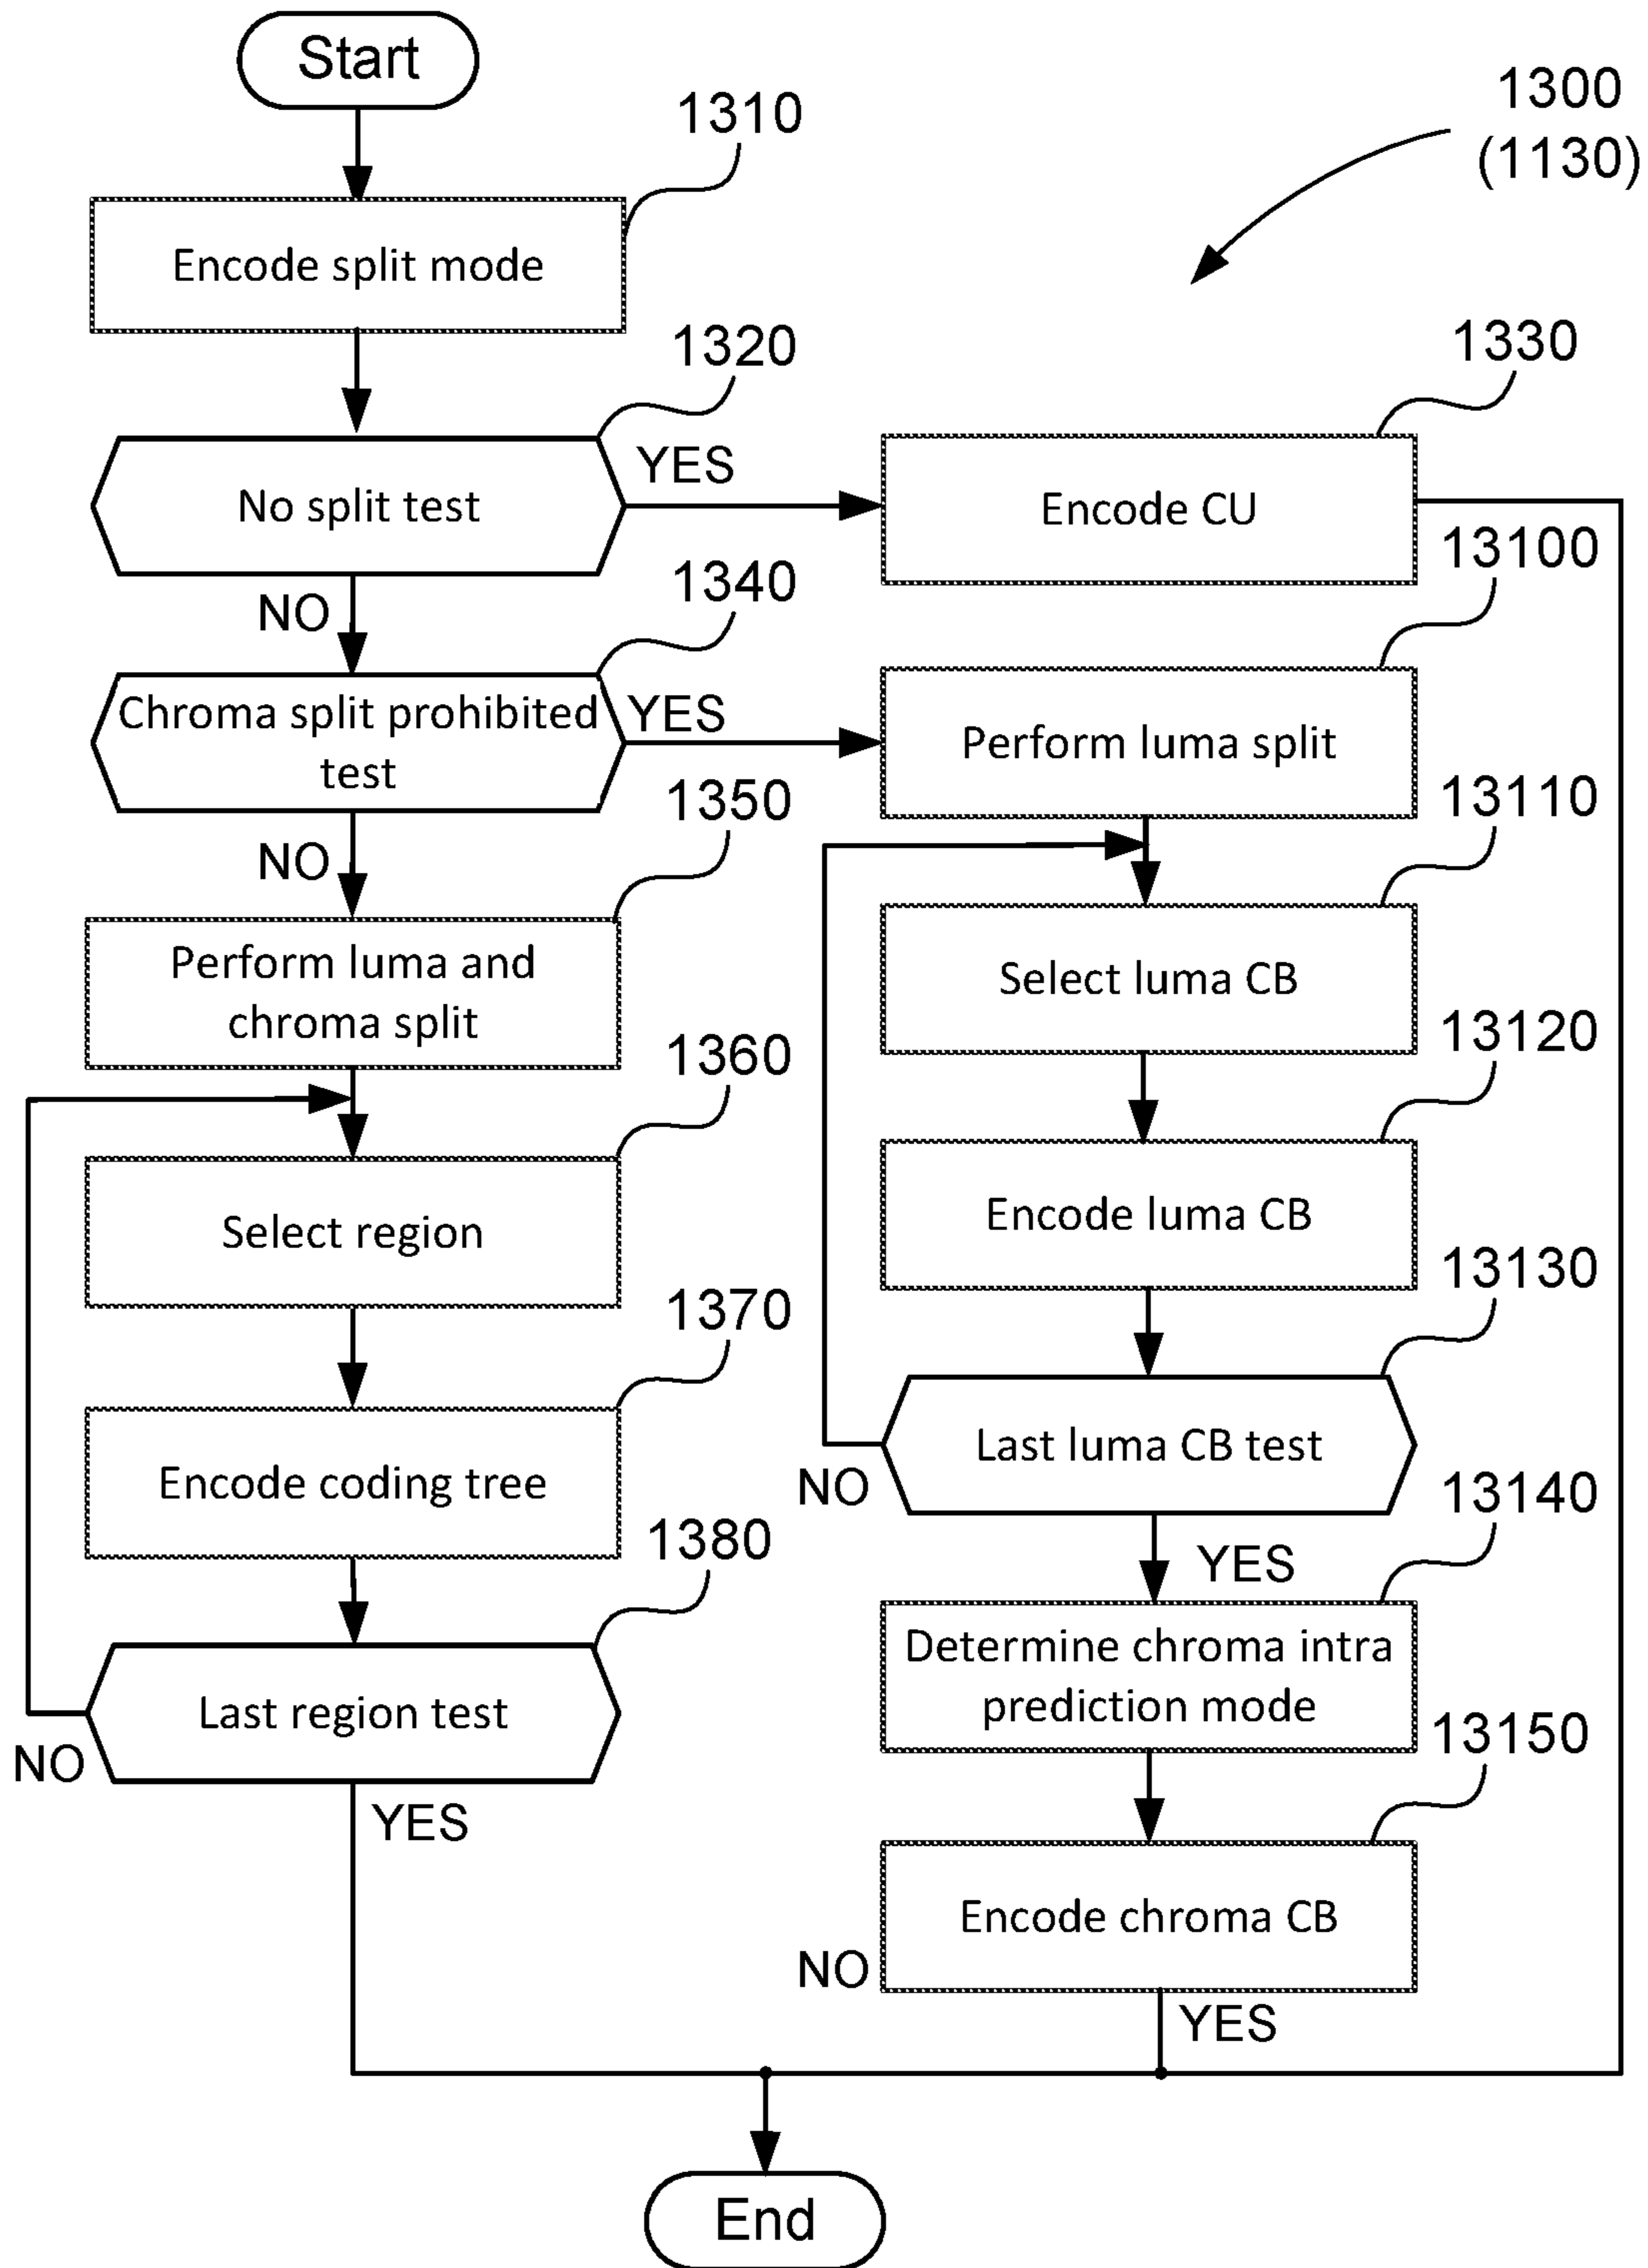 Start
1310
1300
(1130)
Encode split mode
1320
1330
No split test
YES
Encode CU
NO
1340
13100
Chroma split prohibited
test
YES
Perform luma split
NO
1350
13110
Perform luma and
chroma split
Select luma CB
1360
13120
Select region
Encode luma CB
1370
13130
Encode coding tree
Last luma CB test
NO
1380
13140
YES
Last region test
Determine chroma intra
prediction mode
NO
13150
YES
Encode chroma CB
NO
YES
End